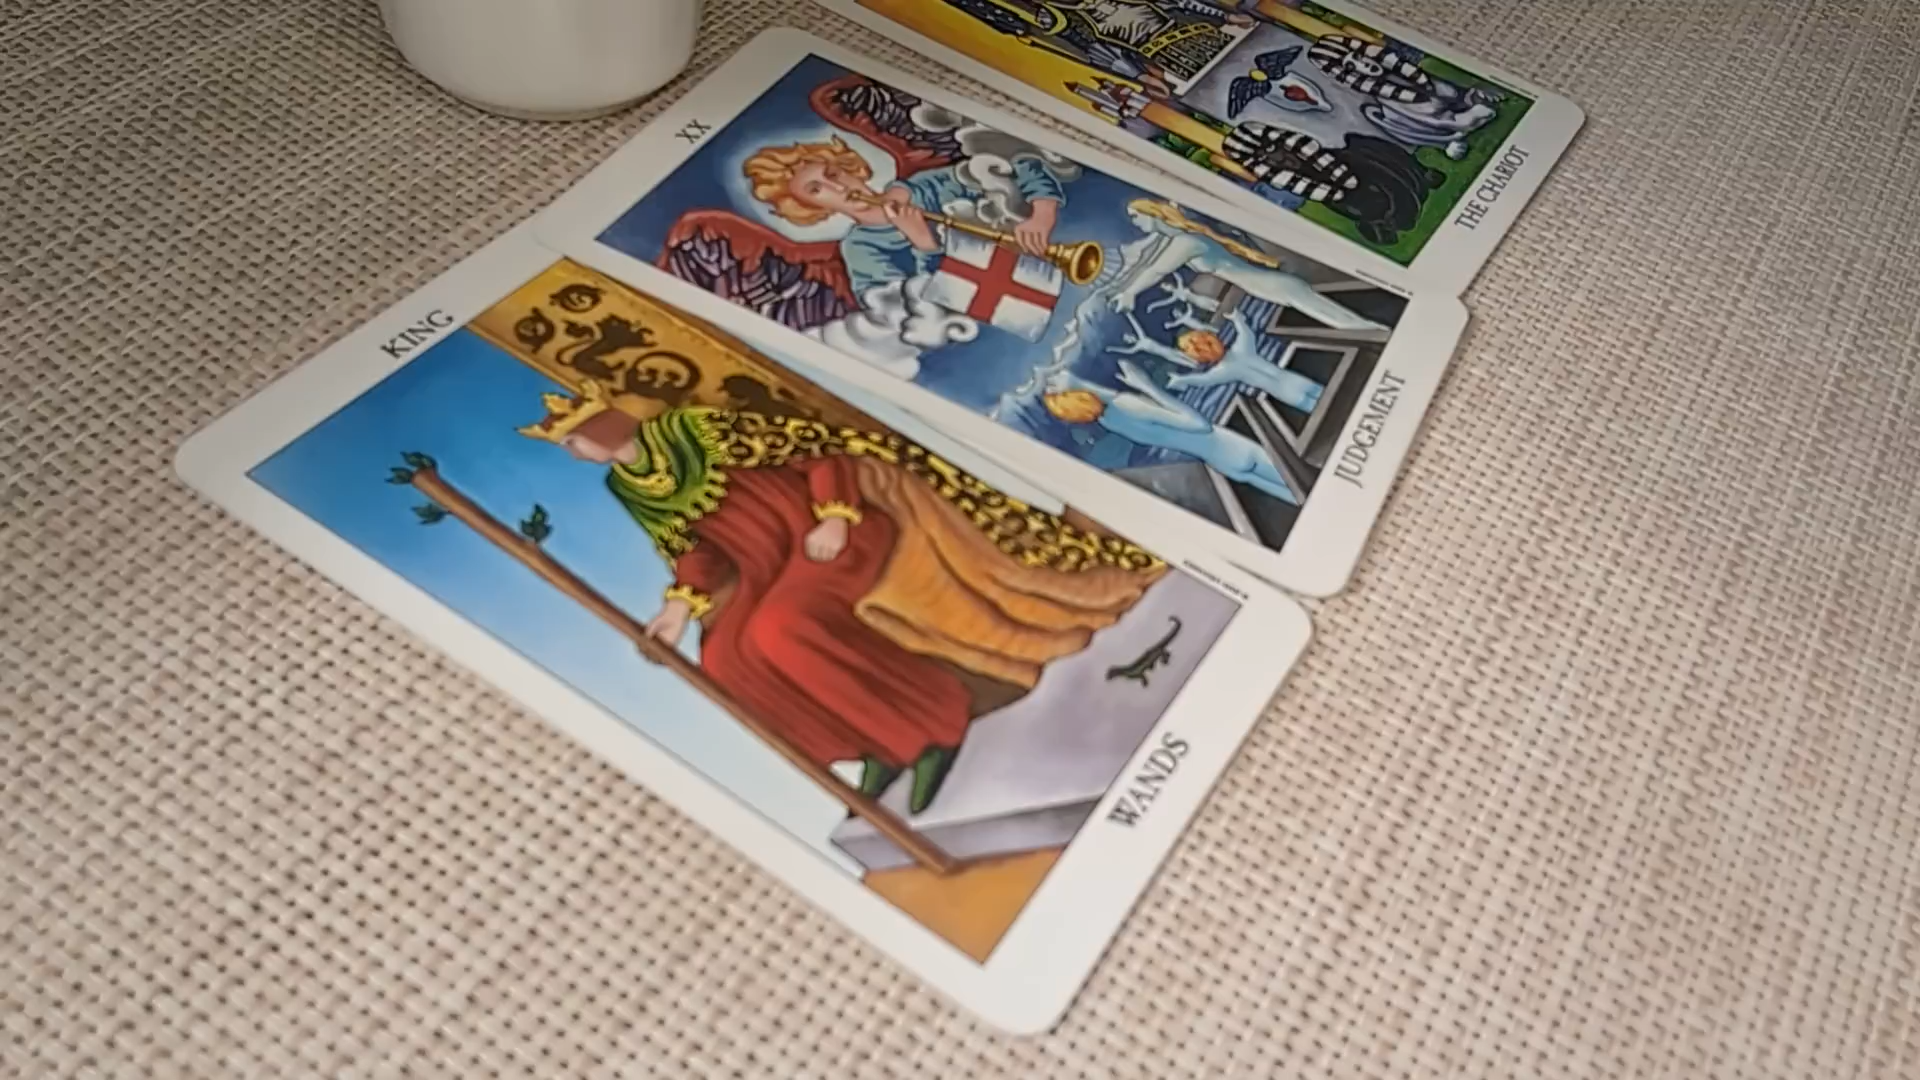 THE CHARIOT
XX
JUDGEMENT
KING
WANDS